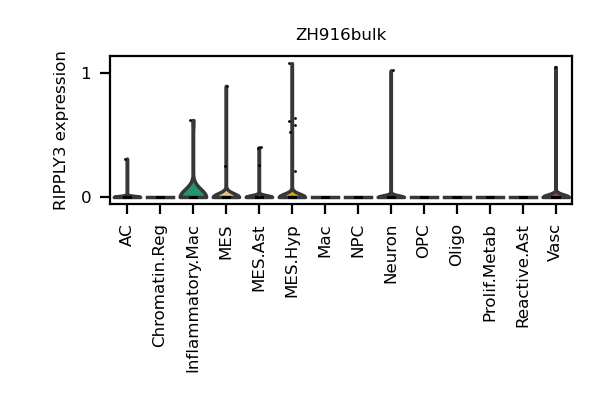 ZH916bulk
RIPPLY3 expression
1
0
AC
Chromatin.Reg
Inflammatory.Mac
MES
MES.Ast
MES.Hyp
Mac
NPC
Neuron
OPC
Oligo
Prolif.Metab
Reactive.Ast
Vasc